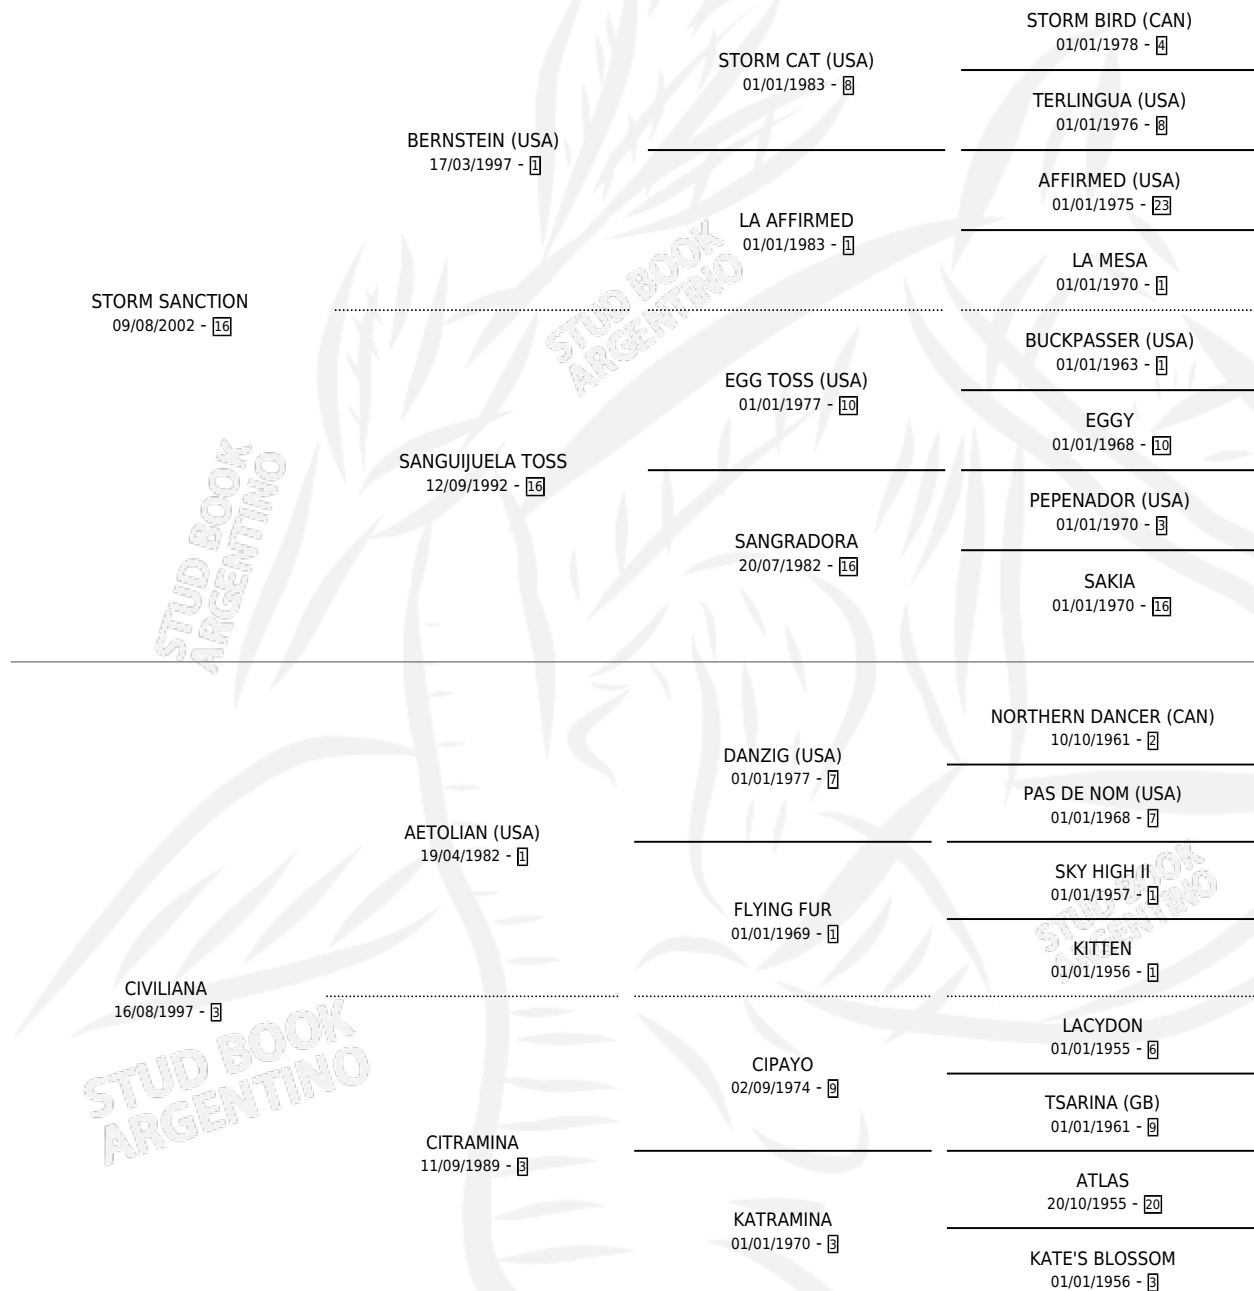 STORM BIRD (CAN)
01/01/1978 - 4
STORM CAT (USA)
01/01/1983 - 8
TERLINGUA (USA)
01/01/1976 - 8
BERNSTEIN (USA)
17/03/1997 - 1
AFFIRMED (USA)
01/01/1975 - 23
LA AFFIRMED
01/01/1983 - 1
LA MESA
01/01/1970 - 1
STORM SANCTION
09/08/2002 - 16
STUD BOOK
ARGENTINO
BUCKPASSER (USA)
01/01/1963 - 1
EGG TOSS (USA)
01/01/1977 - 10
EGGY
01/01/1968 - 10
SANGUIJUELA TOSS
12/09/1992 - 16
PEPENADOR (USA)
01/01/1970 - 3
SANGRADORA
20/07/1982 - 16
SAKIA
01/01/1970 - 16
STUD BOOK
ARGENTINO
NORTHERN DANCER (CAN)
10/10/1961 - 2
DANZIG (USA)
01/01/1977 - 7
PAS DE NOM (USA)
01/01/1968 - 7
AETOLIAN (USA)
19/04/1982 - 1
SKY HIGH II
01/01/1957 - 1
FLYING FUR
01/01/1969 - 1
STUD BOOK
ARGENTINO
KITTEN
01/01/1956 - 1
CIVILIANA
16/08/1997 - 3
LACYDON
01/01/1955 - 6
CIPAYO
02/09/1974 - 9
TSARINA (GB)
01/01/1961 - 9
STUD BOOK
ARGENTINO
CITRAMINA
11/09/1989 - 3
ATLAS
20/10/1955 - 20
KATRAMINA
01/01/1970 - 3
KATE'S BLOSSOM
01/01/1956 - 3